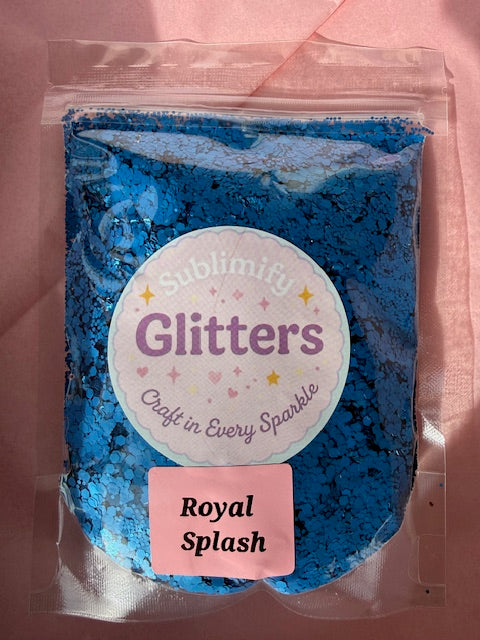 Sublimify
Glitters
Craft in Every Sparkle
Royal
Splash